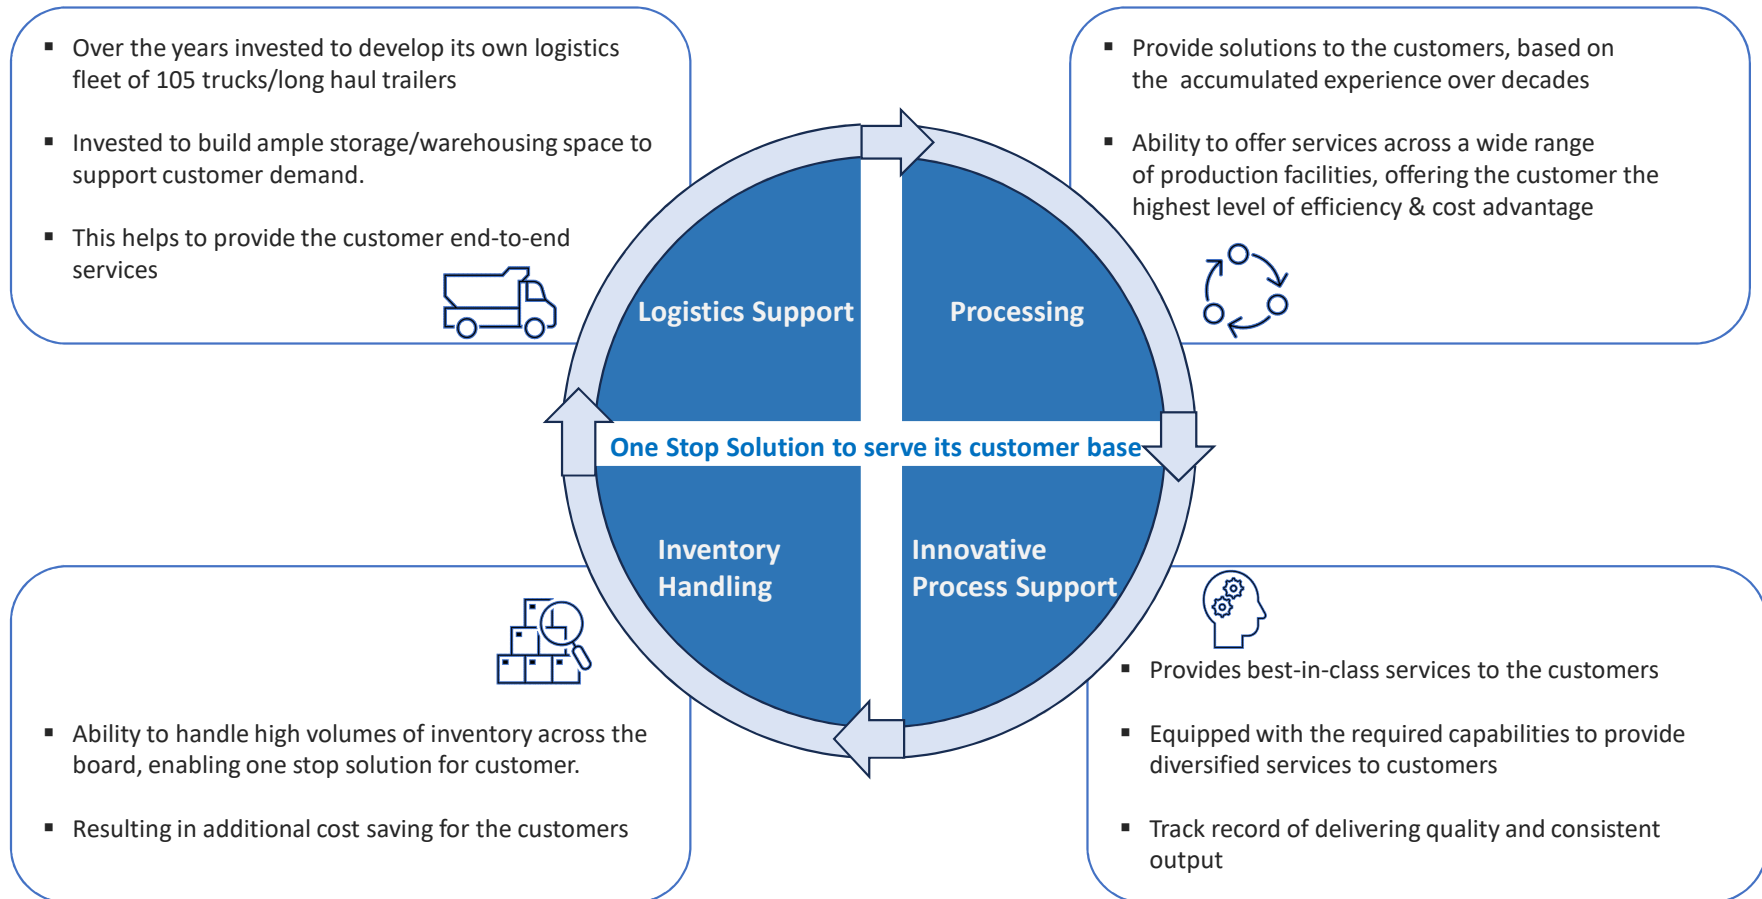 ▪ Over the years invested to develop its own logistics
fleet of 105 trucks/long haul trailers
▪ Invested to build ample storage/warehousing space to
support customer demand.
▪ This helps to provide the customer end-to-end
services
▪ Provide solutions to the customers, based on
the accumulated experience over decades
▪ Ability to offer services across a wide range
of production facilities, offering the customer the
highest level of efficiency & cost advantage
Logistics Support
Processing
One Stop Solution to serve its customer base
Inventory
Handling
Innovative
Process Support
▪ Ability to handle high volumes of inventory across the
board, enabling one stop solution for customer.
▪ Resulting in additional cost saving for the customers
▪ Provides best-in-class services to the customers
▪ Equipped with the required capabilities to provide
diversified services to customers
▪ Track record of delivering quality and consistent
output